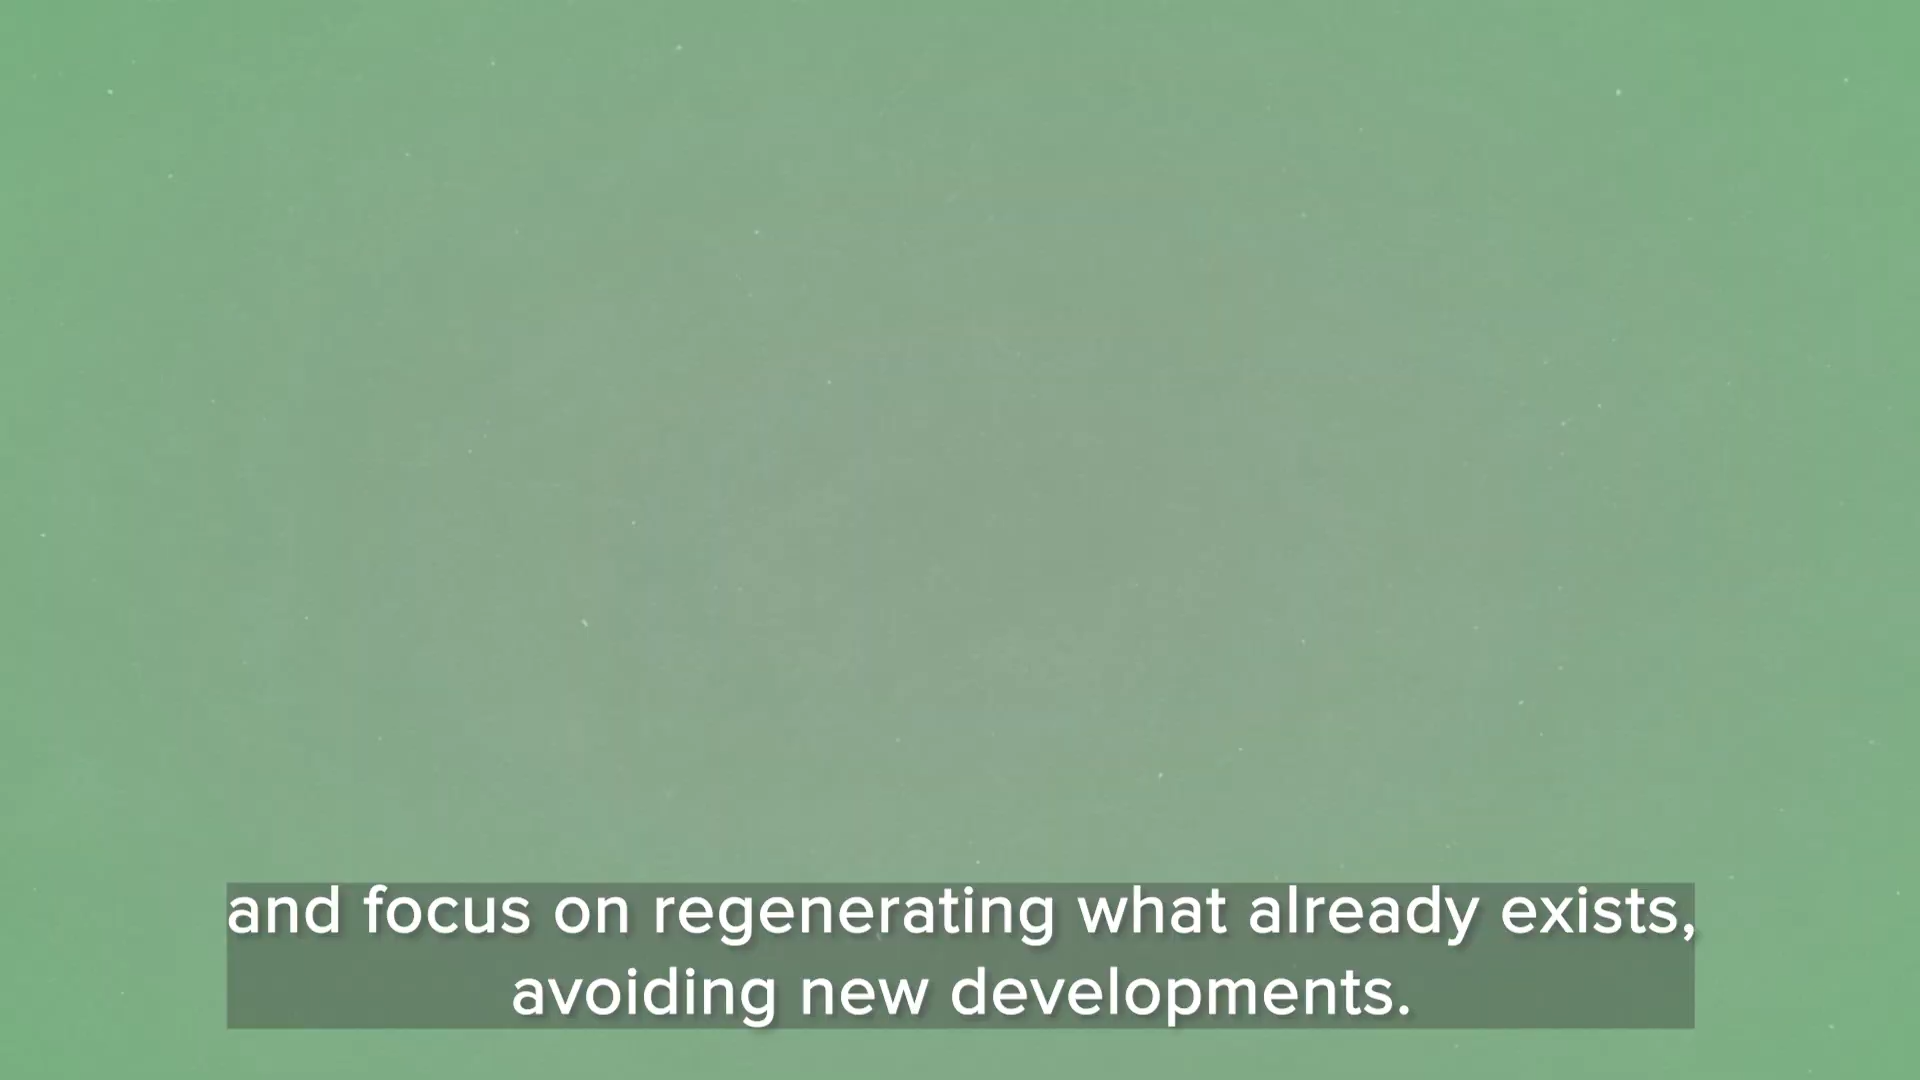 and focus on regenerating what already exists,
avoiding new developments.